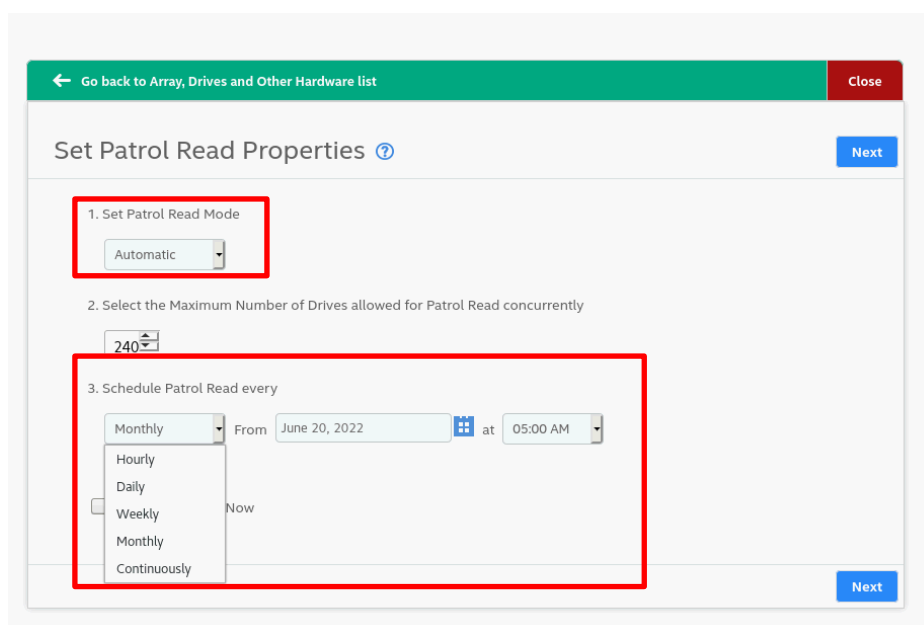 Go back to Array, Drives and Other Hardware list
Close
Set Patrol Read Properties ?
Next
1. Set Patrol Read Mode
Automatic
2. Select the Maximum Number of Drives allowed for Patrol Read concurrently
240
3. Schedule Patrol Read every
Monthly From June 20, 2022 at 05:00 AM
Hourly
Daily
Weekly
Now
Monthly
Continuously
Next